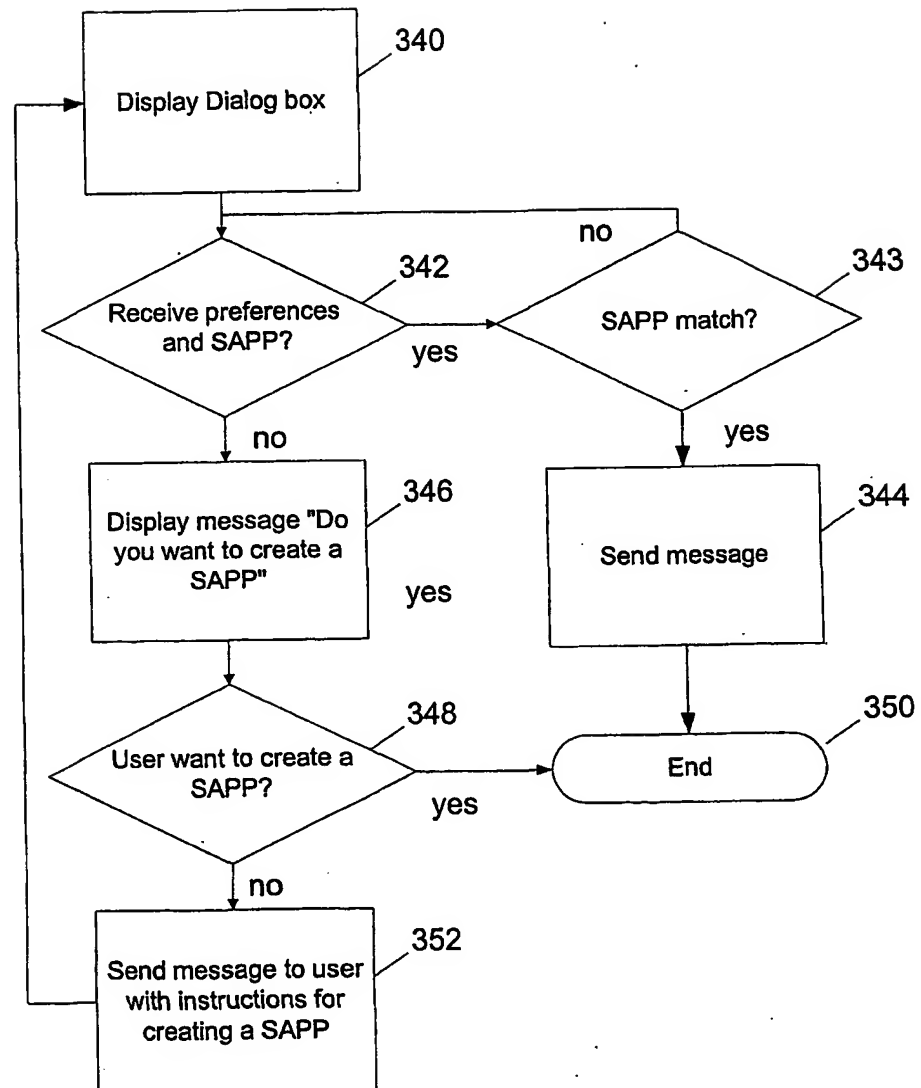 340
Display Dialog box
no
342
343
Receive preferences
and SAPP?
SAPP match?
yes
no
yes
346
344
Display message "Do
you want to create a
SAPP"
Send message
yes
348
350
User want to create a
SAPP?
End
yes
no
352
Send message to user
with instructions for
creating a SAPP